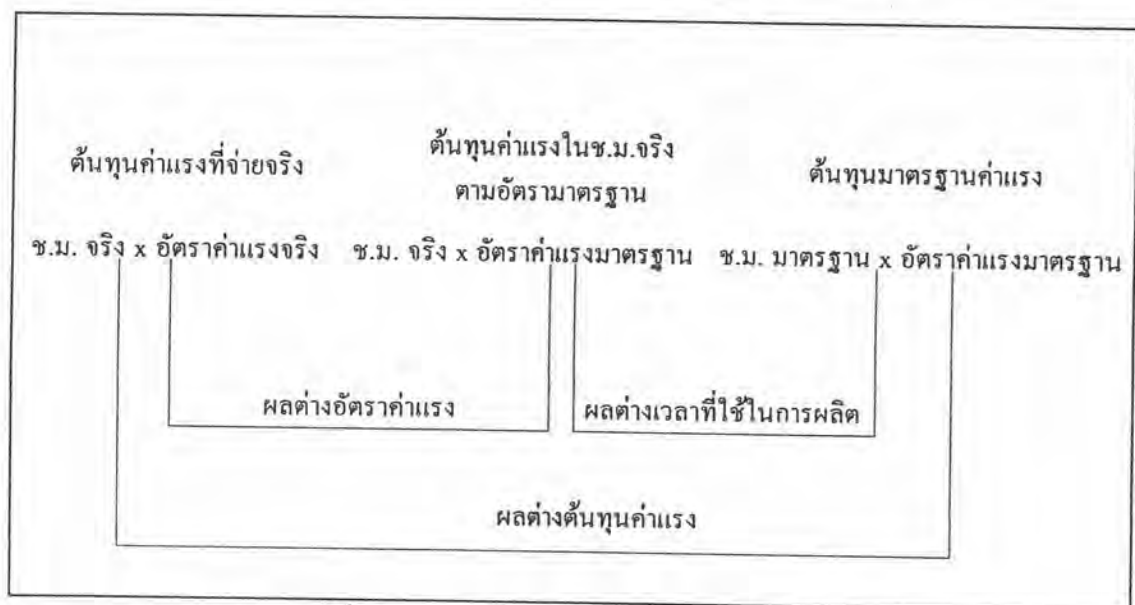 ต้นทุนค่าแรงที่จ่ายจริง
ต้นทุนค่าแรงในช.ม.จริง
ตามอัตรามาตรฐาน
ต้นทุนมาตรฐานค่าแรง
ช.ม. จริง x อัตราค่าแรงจริง
ช.ม. จริง x อัตราค่าแรงมาตรฐาน
ช.ม. มาตรฐาน x อัตราค่าแรงมาตรฐาน
ผลต่างอัตราค่าแรง
ผลต่างเวลาที่ใช้ในการผลิต
ผลต่างต้นทุนค่าแรง